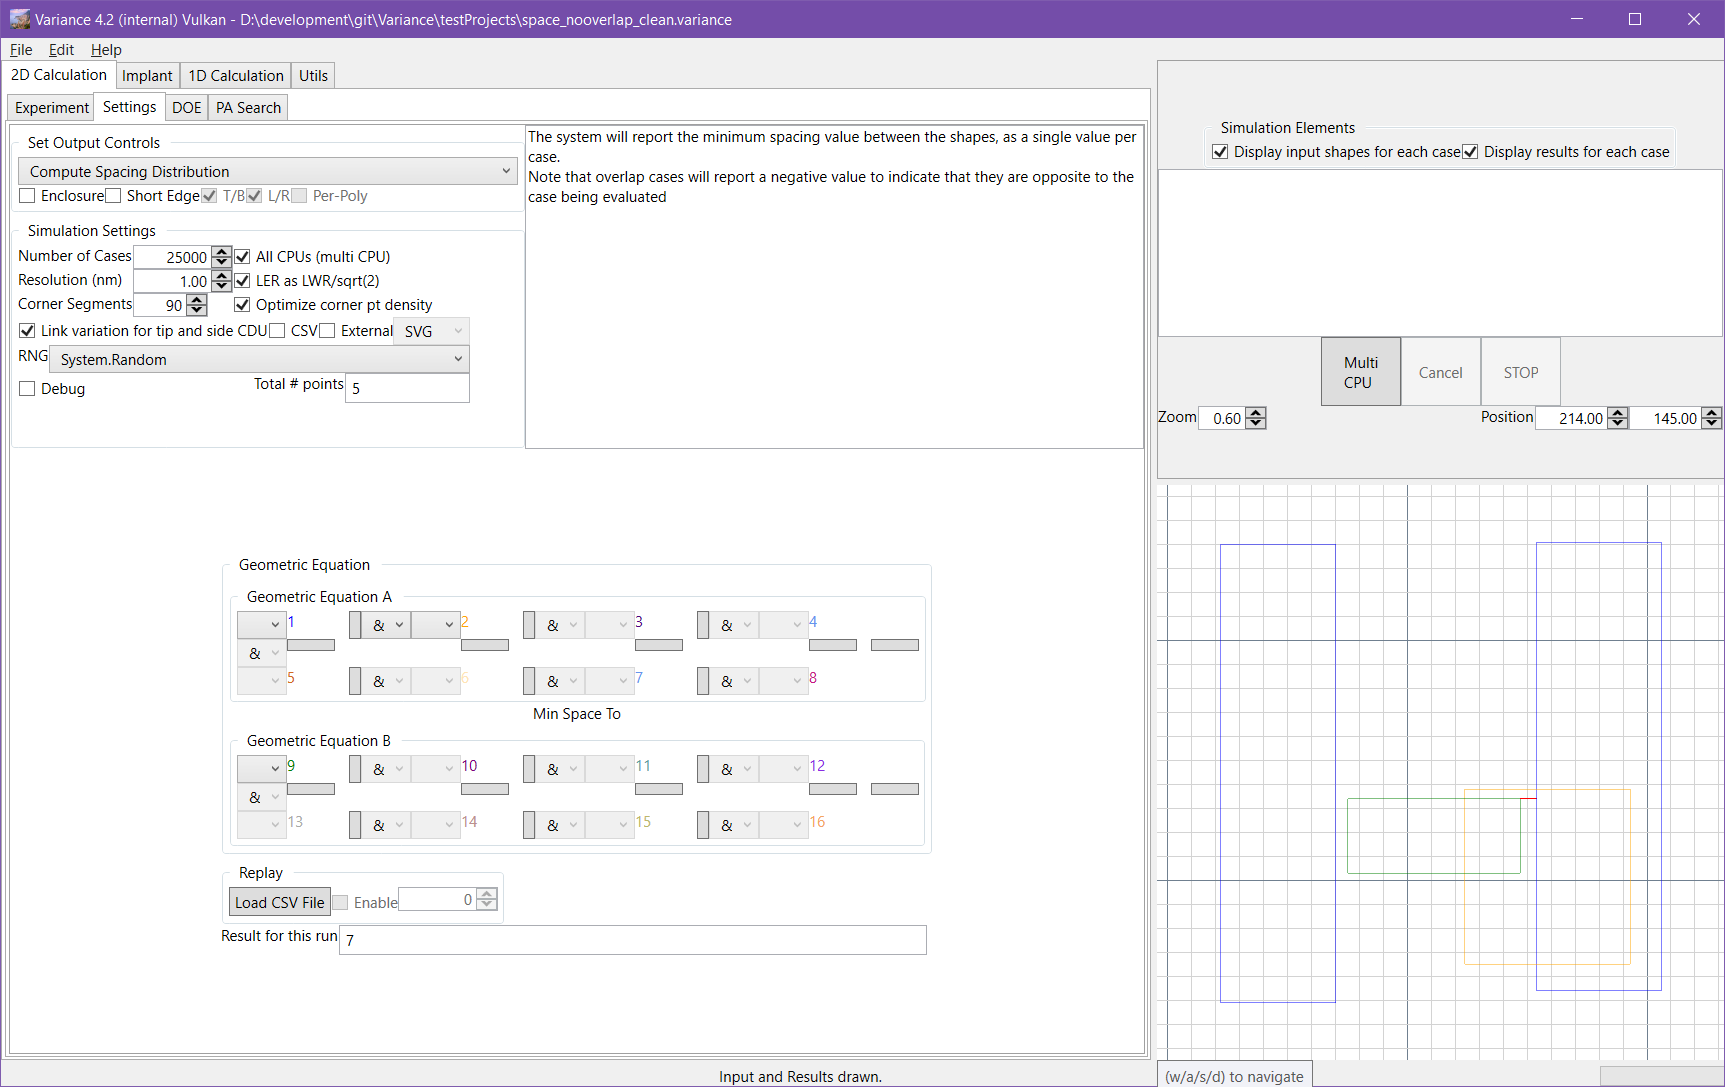 Variance 4.2 (internal) Vulkan - D:\development\git\Variance\testProjects\space_nooverlap_clean.variance
File Edit Help
2D Calculation Implant 1D Calculation Utils
Experiment Settings DOE PA Search
Set Output Controls
Compute Spacing Distribution
Enclosure Short Edge T/B L/R Per-Poly
The system will report the minimum spacing value between the shapes, as a single value per
case.
Note that overlap cases will report a negative value to indicate that they are opposite to the
case being evaluated
Simulation Settings
Number of Cases 25000 All CPUs (multi CPU)
Resolution (nm) 1.00 LER as LWR/sqrt(2)
Corner Segments 90 Optimize corner pt density
Link variation for tip and side CDU CSV External SVG
RNG System.Random
Debug Total # points 5
Simulation Elements
Display input shapes for each case Display results for each case
Multi
CPU
Cancel STOP
Zoom 0.60 Position 214.00 145.00
Geometric Equation
Geometric Equation A
1 & 2 & 3 & 4
&
5 & 6 & 7 & 8
Min Space To
Geometric Equation B
9 & 10 & 11 & 12
&
13 & 14 & 15 & 16
Replay
Load CSV File Enable 0
Result for this run 7
Input and Results drawn.
(w/a/s/d) to navigate